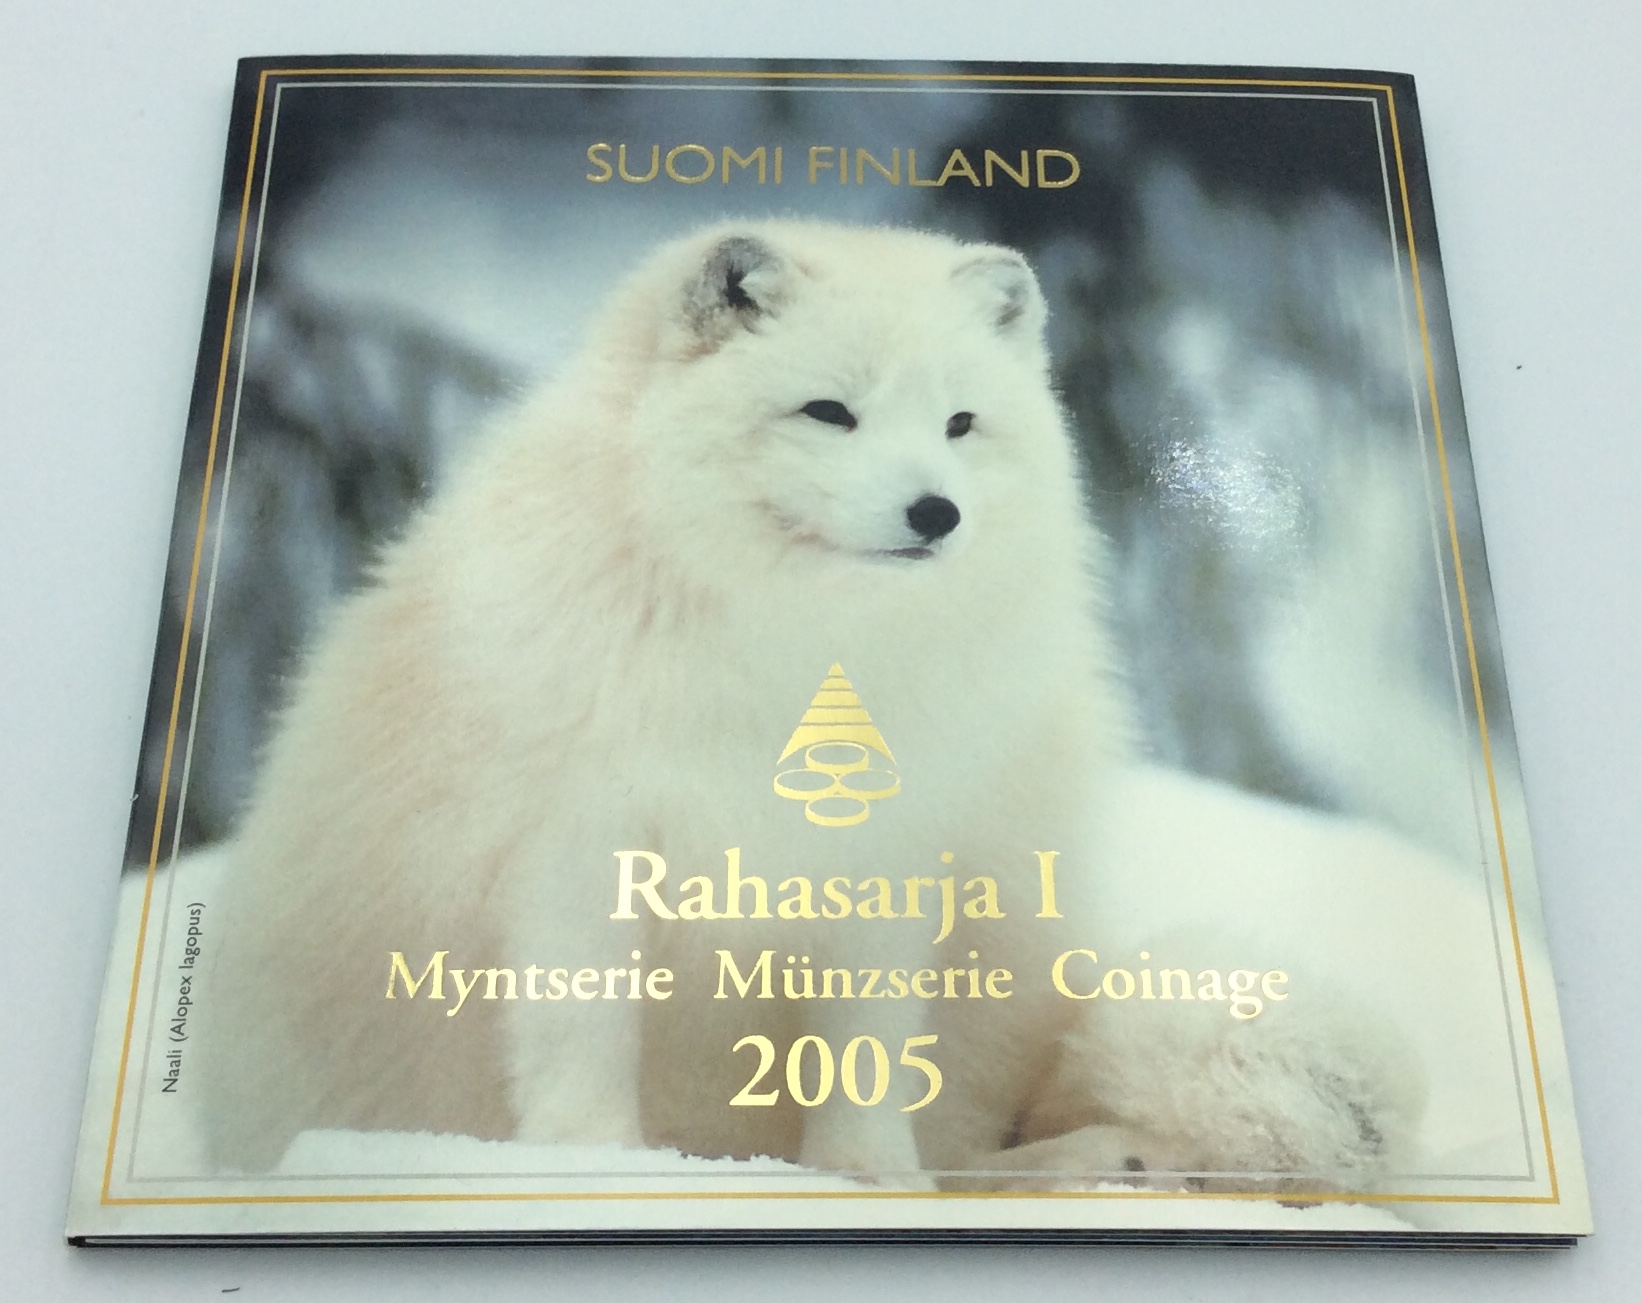 SUOMI FINLAND
Rahasarja I
Myntserie Münzserie Coinage
2005
Naali (Alopex lagopus)